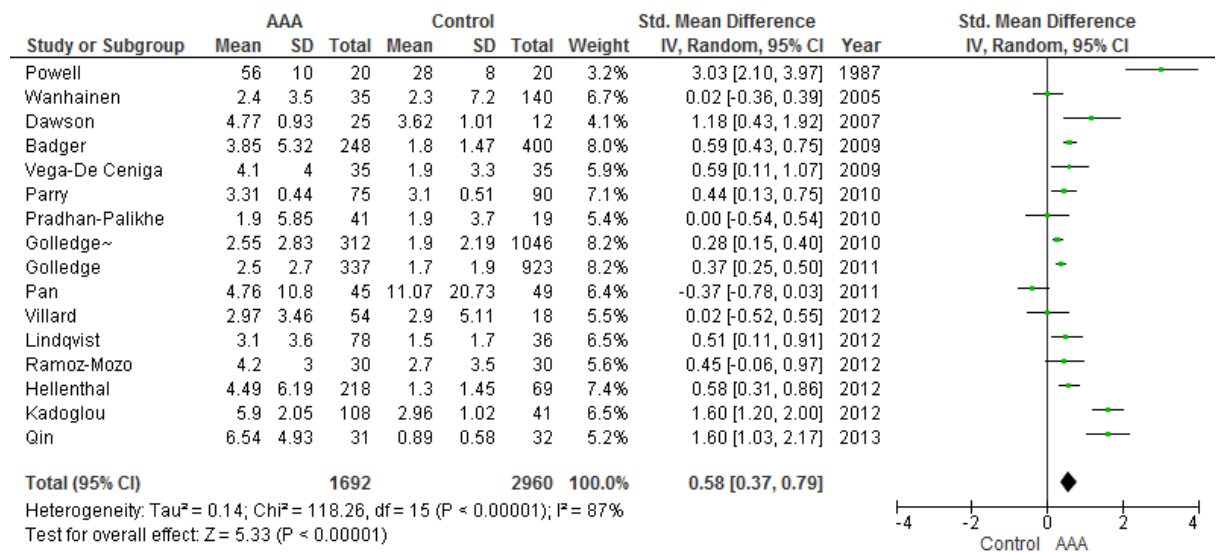 AAA Control Std. Mean Difference Std. Mean Difference
Study or Subgroup Mean SD Total Mean SD Total Weight IV, Random, 95% CI Year IV, Random, 95% CI
Powell 56 10 20 28 8 20 3.2% 3.03 [2.10, 3.97] 1987
Wanhainen 2.4 3.5 35 2.3 7.2 140 6.7% 0.02 [-0.36, 0.39] 2005
Dawson 4.77 0.93 25 3.62 1.01 12 4.1% 1.18 [0.43, 1.92] 2007
Badger 3.85 5.32 248 1.8 1.47 400 8.0% 0.59 [0.43, 0.75] 2009
Vega-De Ceniga 4.1 4 35 1.9 3.3 35 5.9% 0.59 [0.11, 1.07] 2009
Parry 3.31 0.44 75 3.1 0.51 90 7.1% 0.44 [0.13, 0.75] 2010
Pradhan-Palikhe 1.9 5.85 41 1.9 3.7 19 5.4% 0.00 [-0.54, 0.54] 2010
Golledge~ 2.55 2.83 312 1.9 2.19 1046 8.2% 0.28 [0.15, 0.40] 2010
Golledge 2.5 2.7 337 1.7 1.9 923 8.2% 0.37 [0.25, 0.50] 2011
Pan 4.76 10.8 45 11.07 20.73 49 6.4% -0.37 [-0.78, 0.03] 2011
Villard 2.97 3.46 54 2.9 5.11 18 5.5% 0.02 [-0.52, 0.55] 2012
Lindqvist 3.1 3.6 78 1.5 1.7 36 6.5% 0.51 [0.11, 0.91] 2012
Ramoz-Mozo 4.2 3 30 2.7 3.5 30 5.7% 0.45 [-0.06, 0.97] 2012
Hellenthal 4.49 6.19 218 1.3 1.45 69 7.4% 0.58 [0.31, 0.86] 2012
Kadoglou 5.9 2.05 108 2.96 1.02 41 6.5% 1.60 [1.20, 2.00] 2012
Qin 6.54 4.93 31 0.89 0.58 32 5.2% 1.60 [1.03, 2.17] 2013
Total (95% CI) 1692 2960 100.0% 0.58 [0.37, 0.79]
Heterogeneity: Tau² = 0.14; Chi² = 118.26, df = 15 (P < 0.00001); I² = 87%
Test for overall effect: Z = 5.33 (P < 0.00001)
-4 -2 0 2 4
Control AAA